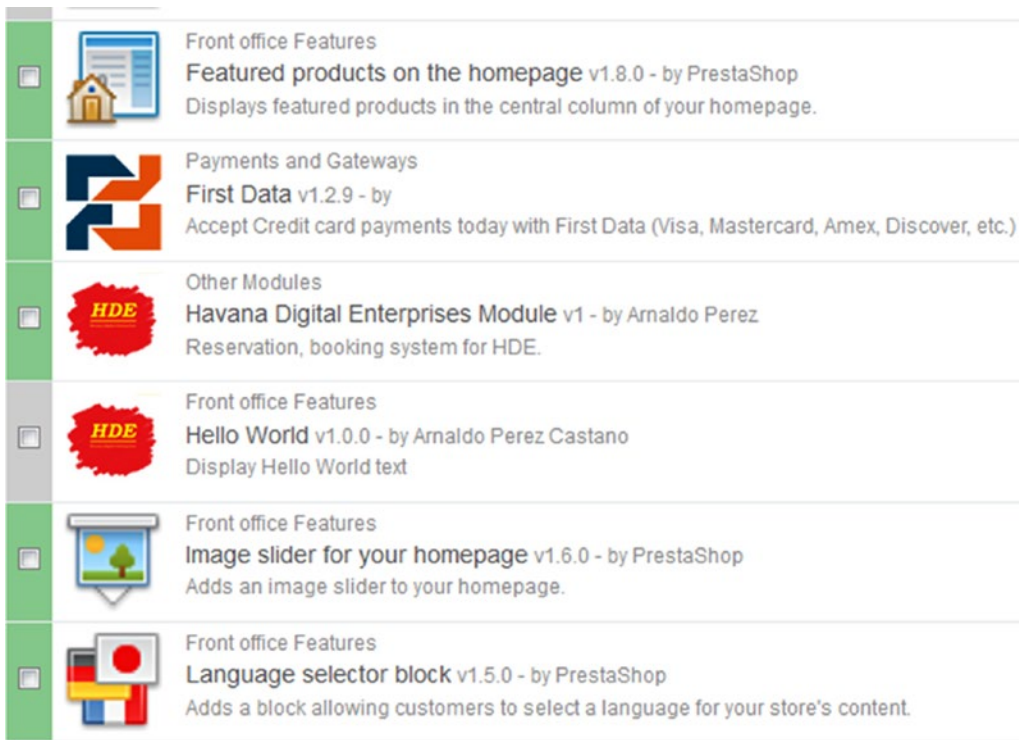 Front office Features
Featured products on the homepage v1.8.0 - by PrestaShop
Displays featured products in the central column of your homepage.
Payments and Gateways
First Data v1.2.9 - by
Accept Credit card payments today with First Data (Visa, Mastercard, Amex, Discover, etc.)
Other Modules
HDE
Havana Digital Enterprises Module v1 - by Arnaldo Perez
Reservation, booking system for HDE.
Front office Features
HDE
Hello World v1.0.0 - by Arnaldo Perez Castano
Display Hello World text
Front office Features
Image slider for your homepage v1.6.0 - by PrestaShop
Adds an image slider to your homepage.
Front office Features
Language selector block v1.5.0 - by PrestaShop
Adds a block allowing customers to select a language for your store's content.